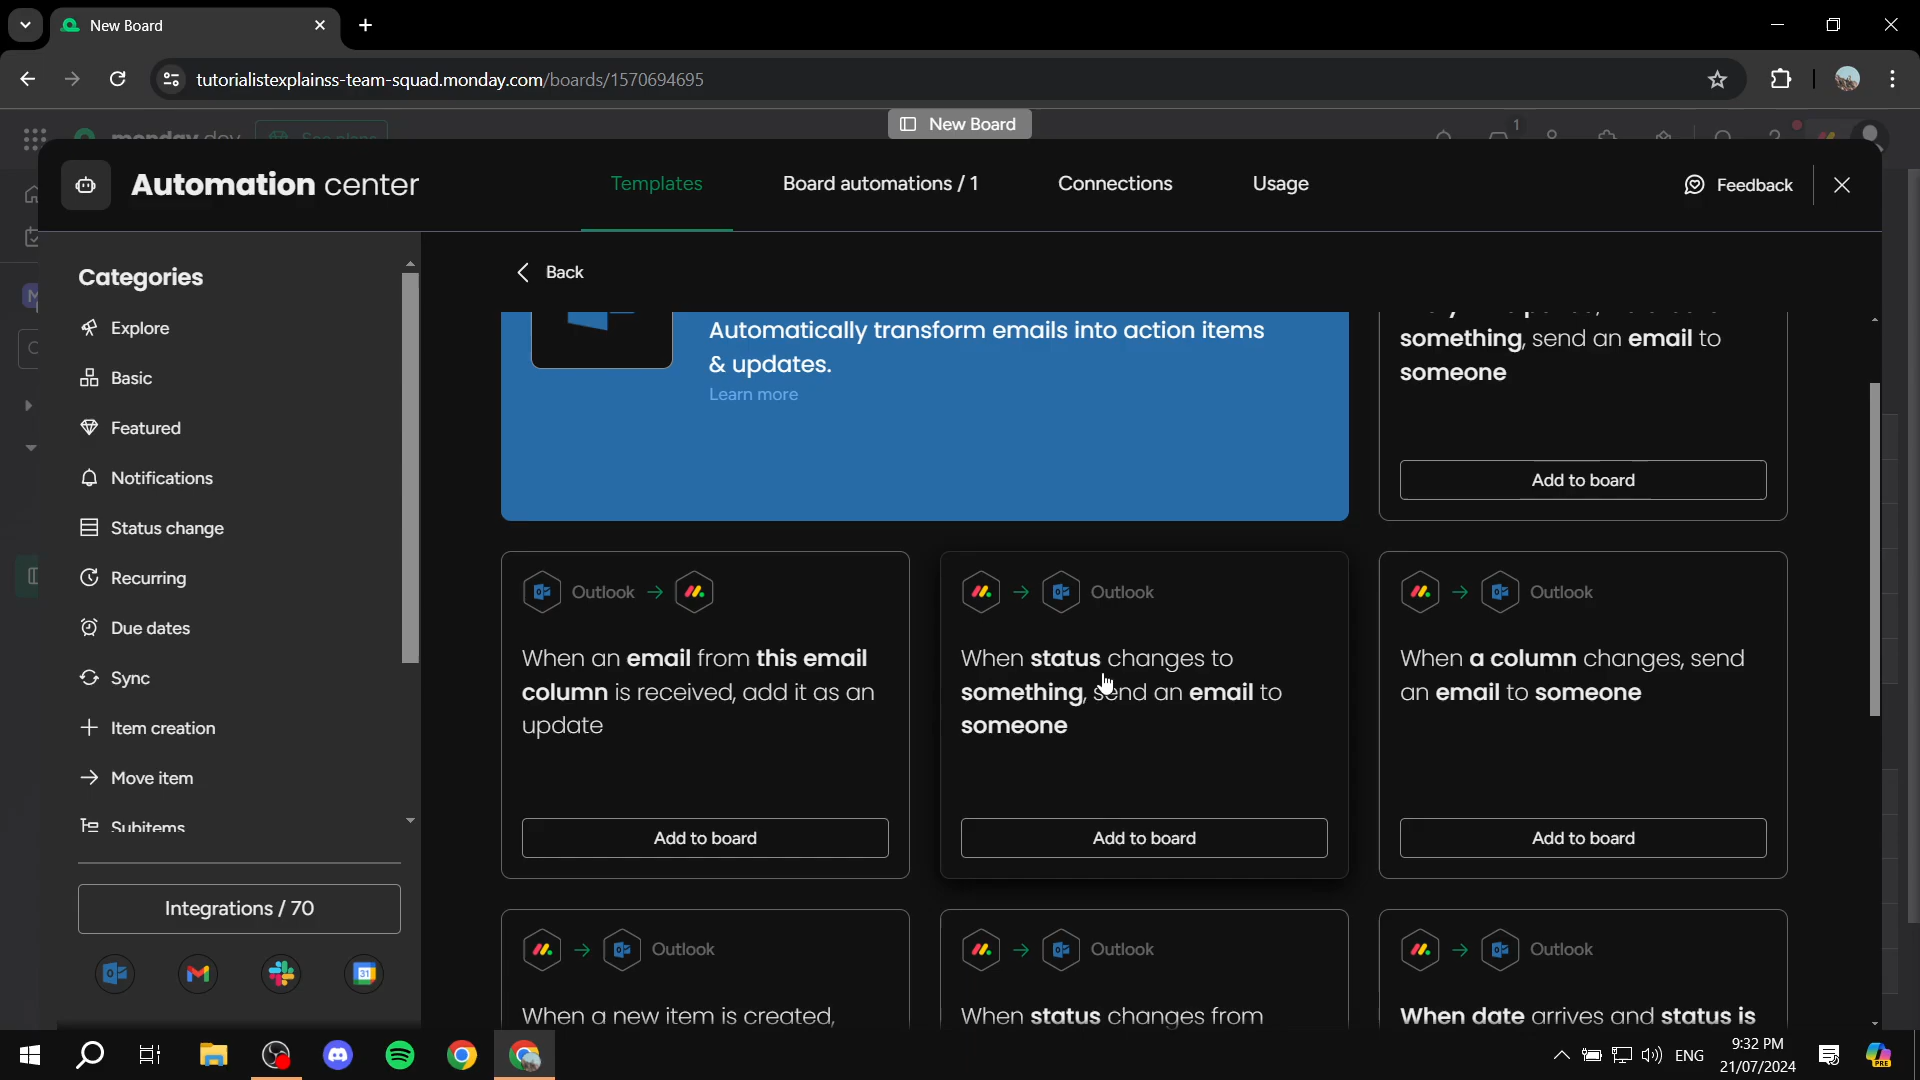 New Board
tutorialistexplainss-team-squad.monday.com/boards/1570694695
New Board
1
Automation center
Templates
Board automations / 1
Connections
Usage
Feedback
Categories
Explore
Basic
Featured
Notifications
Status change
Recurring
Due dates
Sync
Item creation
Move item
Subitems
Integrations / 70
31
Back
Automatically transform emails into action items
& updates.
Learn more
something, send an email to
someone
Add to board
Outlook
When an email from this email
column is received, add it as an
update
Add to board
Outlook
When status changes to
something, send an email to
someone
Add to board
Outlook
When a column changes, send
an email to someone
Add to board
Outlook
When a new item is created,
Outlook
When status changes from
Outlook
When date arrives and status is
ENG
9:32 PM
21/07/2024
PRE